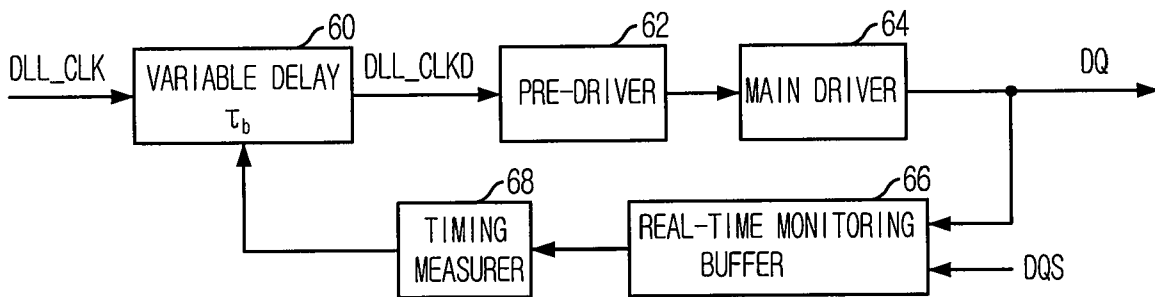 60
62
64
DLL_CLK
VARIABLE DELAY
τb
DLL_CLKD
PRE-DRIVER
MAIN DRIVER
DQ
68
66
TIMING
MEASURER
REAL-TIME MONITORING
BUFFER
DQS